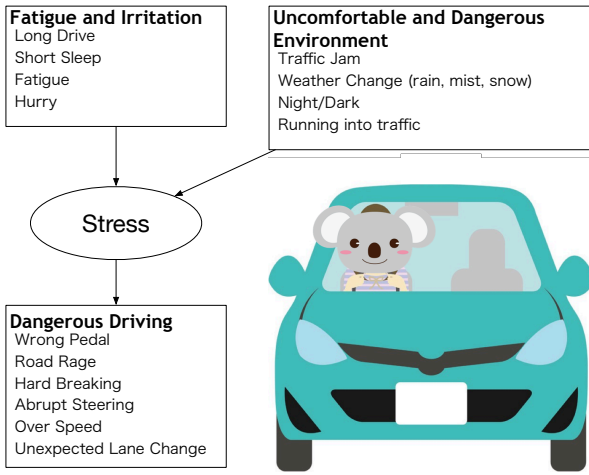 Fatigue and Irritation
Long Drive
Short Sleep
Fatigue
Hurry
Uncomfortable and Dangerous
Environment
Traffic Jam
Weather Change (rain, mist, snow)
Night/Dark
Running into traffic
Stress
Dangerous Driving
Wrong Pedal
Road Rage
Hard Breaking
Abrupt Steering
Over Speed
Unexpected Lane Change